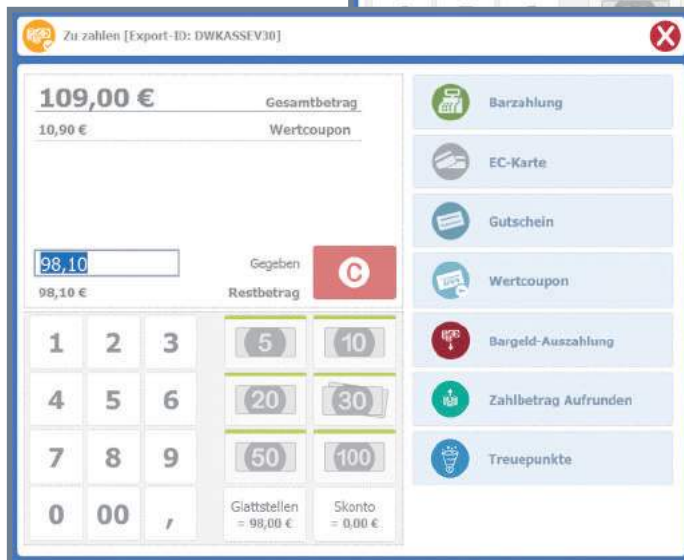 Zu zahlen [Export-ID: DWKASSEV30]
109,00 € Gesamtbetrag
10,90 € Wertcoupon
98,10 Gegeben C
98,10 € Restbetrag
1 2 3 5 10
4 5 6 20 30
7 8 9 50 100
0 00 , Glattstellen Skonto
= 98,00 € = 0,00 €
Barzahlung
EC-Karte
Gutschein
Wertcoupon
Bargeld-Auszahlung
Zahlbetrag Aufrunden
Treuepunkte